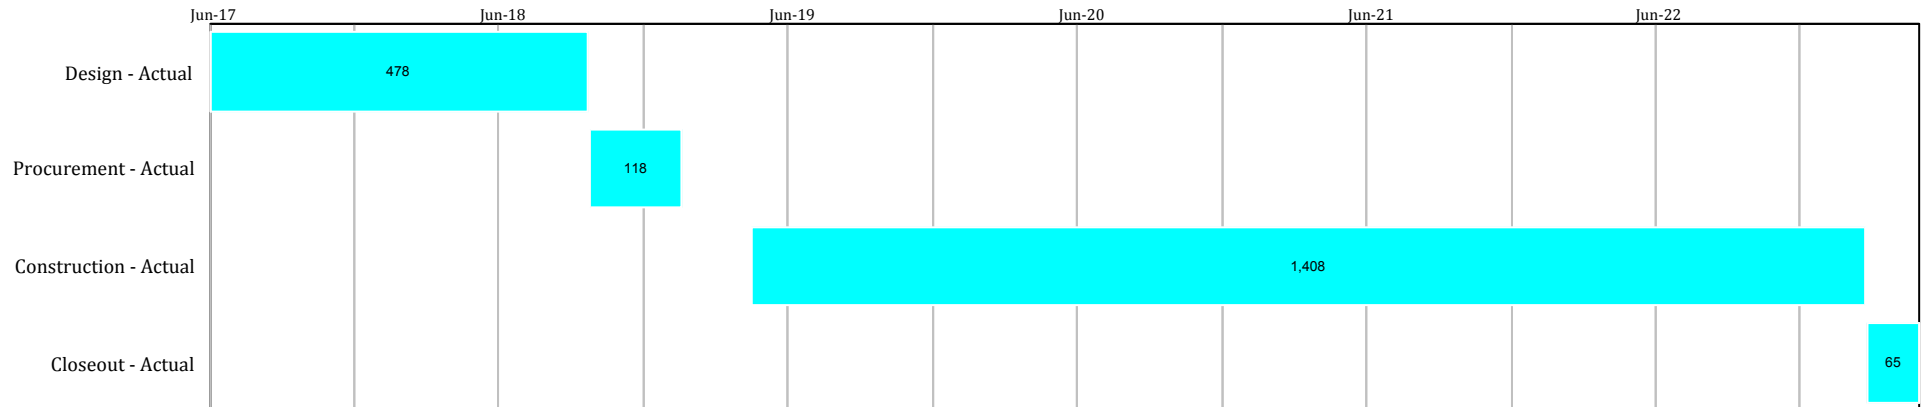 Jun-17 Jun-18 Jun-19 Jun-20 Jun-21 Jun-22
Design - Actual 478
Procurement - Actual 118
Construction - Actual 1,408
Closeout - Actual 65